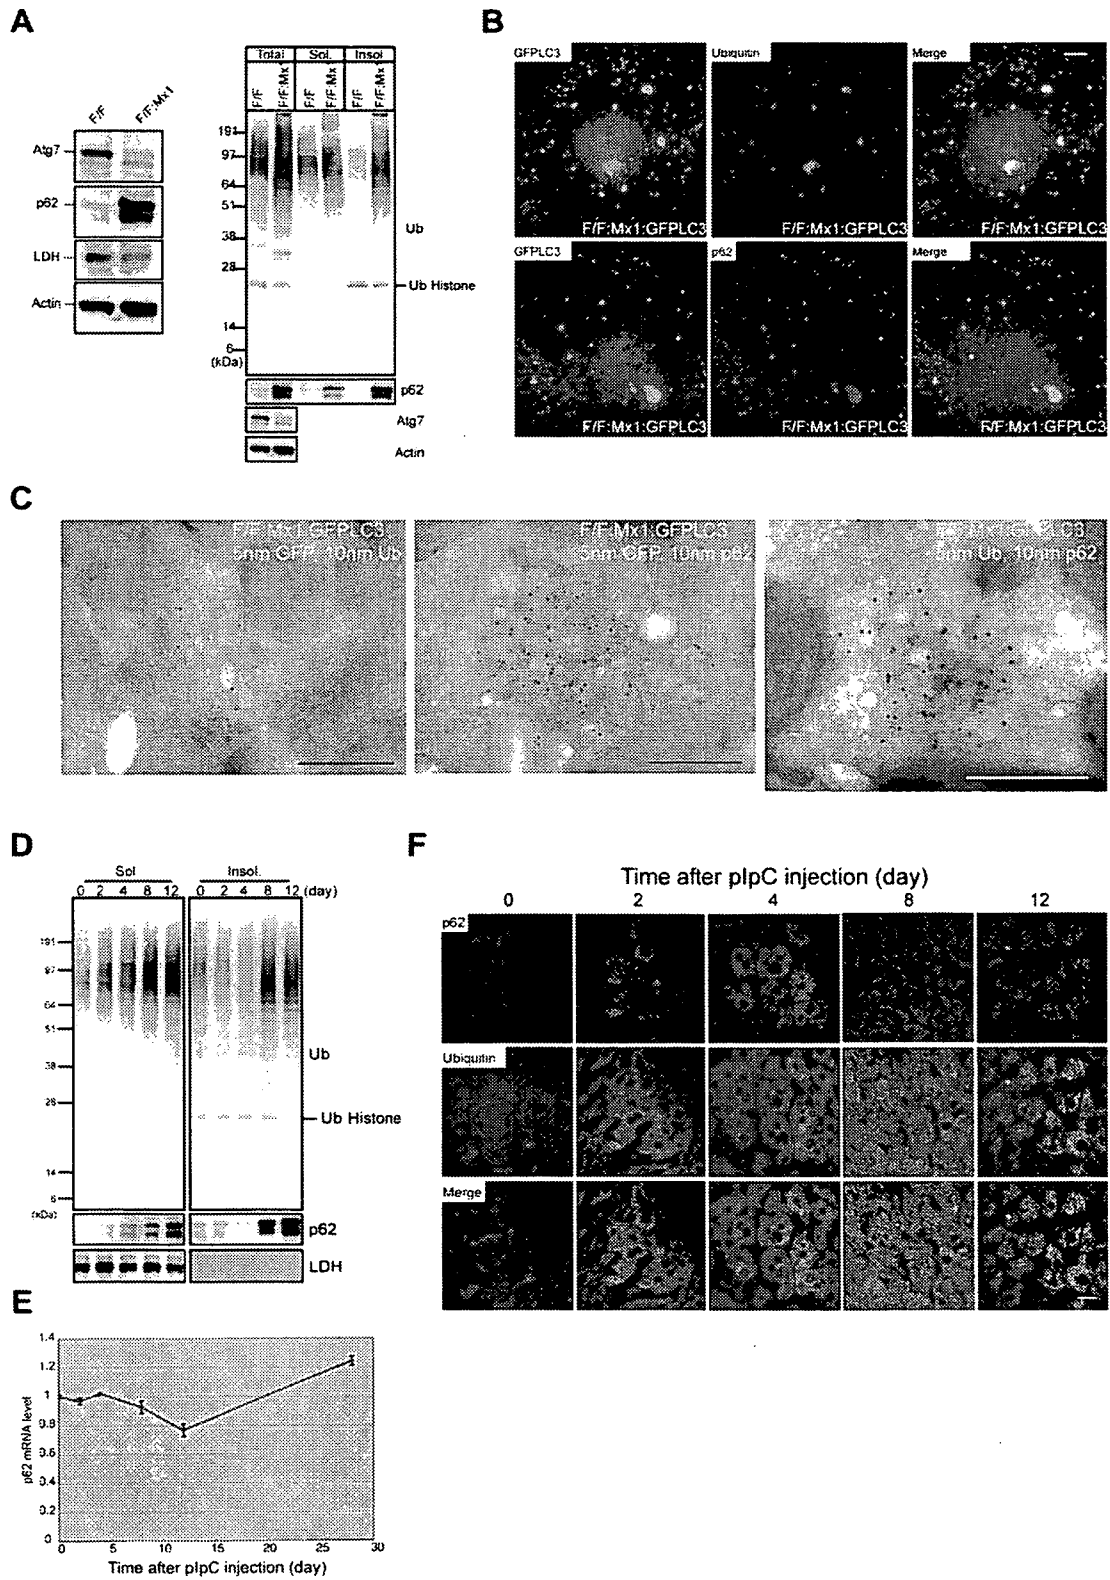 A
F/F
F/F:Mx1
Atg7
p62
LDH
Actin
Total
Sol.
Insol
F/F
F/F:Mx1
F/F
F/F:Mx1
F/F
F/F:Mx1
191
97
64
51
38
28
14
6
(kDa)
Ub
Ub Histone
p62
Atg7
Actin
B
GFPLC3
Ubiquitin
Merge
F/F:Mx1:GFPLC3
F/F:Mx1:GFPLC3
F/F:Mx1:GFPLC3
GFPLC3
p62
Merge
F/F:Mx1:GFPLC3
F/F:Mx1:GFPLC3
F/F:Mx1:GFPLC3
C
F/F:Mx1:GFPLC3
5nm GFP, 10nm Ub
F/F:Mx1:GFPLC3
5nm GFP, 10nm p62
F/F:Mx1:GFPLC3
5nm Ub, 10nm p62
D
Sol
Insol.
0 2 4 8 12 0 2 4 8 12 (day)
191
97
64
51
38
28
14
6
(kDa)
Ub
Ub Histone
p62
LDH
E
p62 mRNA level
1.4
1.2
1
0.8
0.6
0.4
0.2
0
0 5 10 15 20 25 30
Time after pIpC injection (day)
F
Time after pIpC injection (day)
0 2 4 8 12
p62
Ubiquitin
Merge